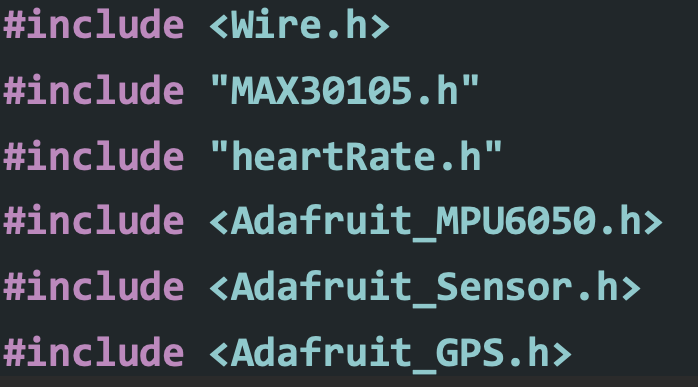 #include <Wire.h>
#include "MAX30105.h"
#include "heartRate.h"
#include <Adafruit_MPU6050.h>
#include <Adafruit_Sensor.h>
#include <Adafruit_GPS.h>